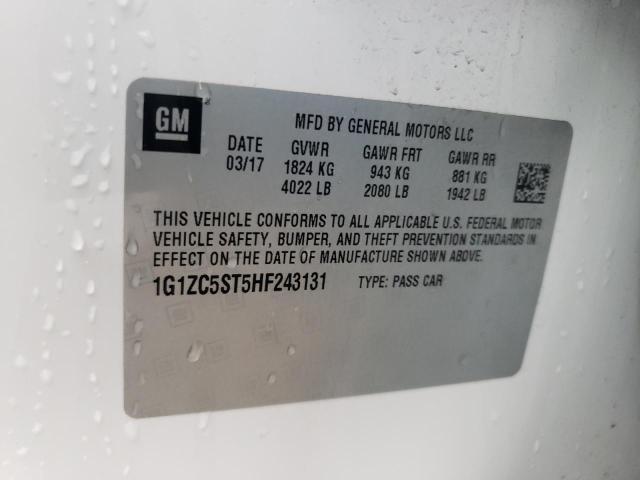 GM
MFD BY GENERAL MOTORS LLC
DATE GVWR GAWR FRT GAWR RR
03/17 1824 KG 943 KG 881 KG
4022 LB 2080 LB 1942 LB
THIS VEHICLE CONFORMS TO ALL APPLICABLE U.S. FEDERAL MOTOR
VEHICLE SAFETY, BUMPER, AND THEFT PREVENTION STANDARDS IN
EFFECT ON THE DATE OF MANUFACTURE SHOWN ABOVE.
1G1ZC5ST5HF243131 TYPE: PASS CAR